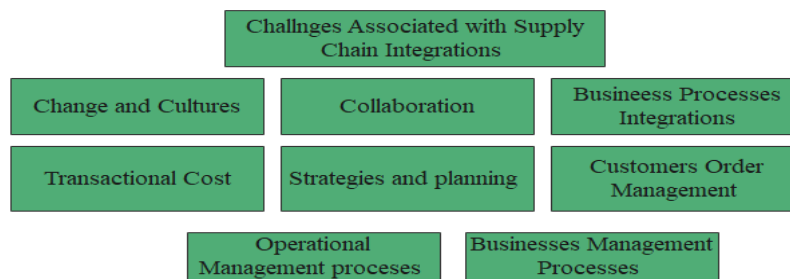 Challnges Associated with Supply
Chain Integrations
Change and Cultures
Collaboration
Busineess Processes
Integrations
Transactional Cost
Strategies and planning
Customers Order
Management
Operational
Management proceses
Businesses Management
Processes